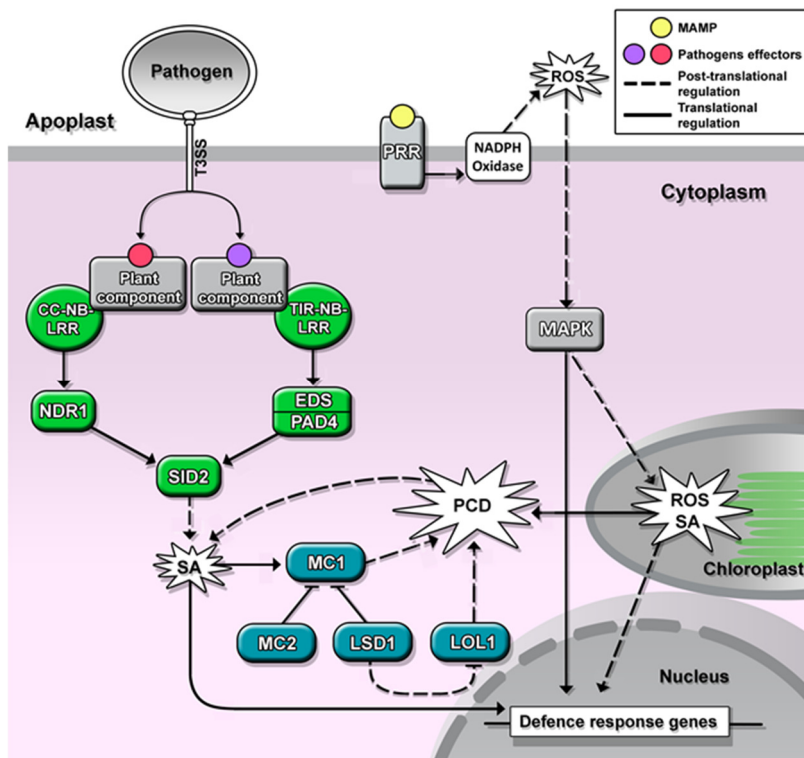 MAMP
Pathogens effectors
Post-translational
regulation
Translational
regulation
Pathogen
ROS
Apoplast
T3SS
PRR
NADPH
Oxidase
Cytoplasm
Plant
component
Plant
component
CC-NB-
LRR
TIR-NB-
LRR
MAPK
NDR1
EDS
PAD4
SID2
PCD
ROS
SA
SA
MC1
Chloroplast
MC2
LSD1
LOL1
Nucleus
Defence response genes